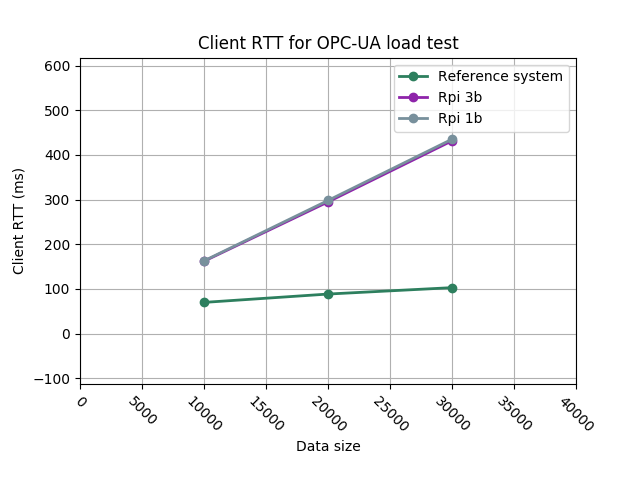 Client RTT for OPC-UA load test
Reference system
Rpi 3b
Rpi 1b
Client RTT (ms)
600
500
400
300
200
100
0
−100
0
5000
10000
15000
20000
25000
30000
35000
40000
Data size